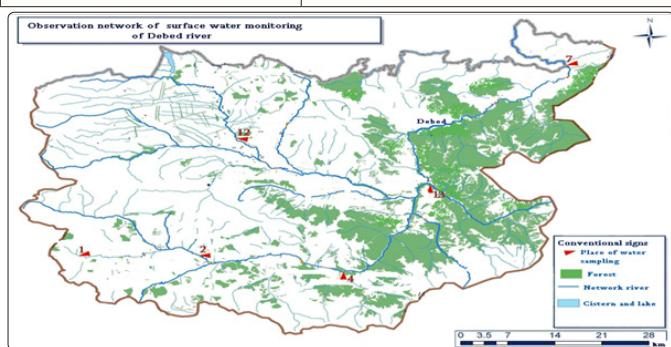 Observation network of surface water monitoring
of Debed river
N
7
Debed
12
13
1
2
4
Conventional signs
Place of water
sampling
Forest
Network river
Cistern and lake
0 3.5 7 14 21 28
km